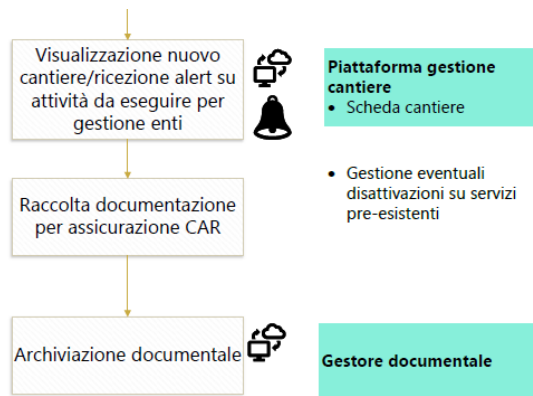 Visualizzazione nuovo
cantiere/ricezione alert su
attività da eseguire per
gestione enti
Piattaforma gestione
cantiere
• Scheda cantiere
• Gestione eventuali
disattivazioni su servizi
pre-esistenti
Raccolta documentazione
per assicurazione CAR
Archiviazione documentale
Gestore documentale